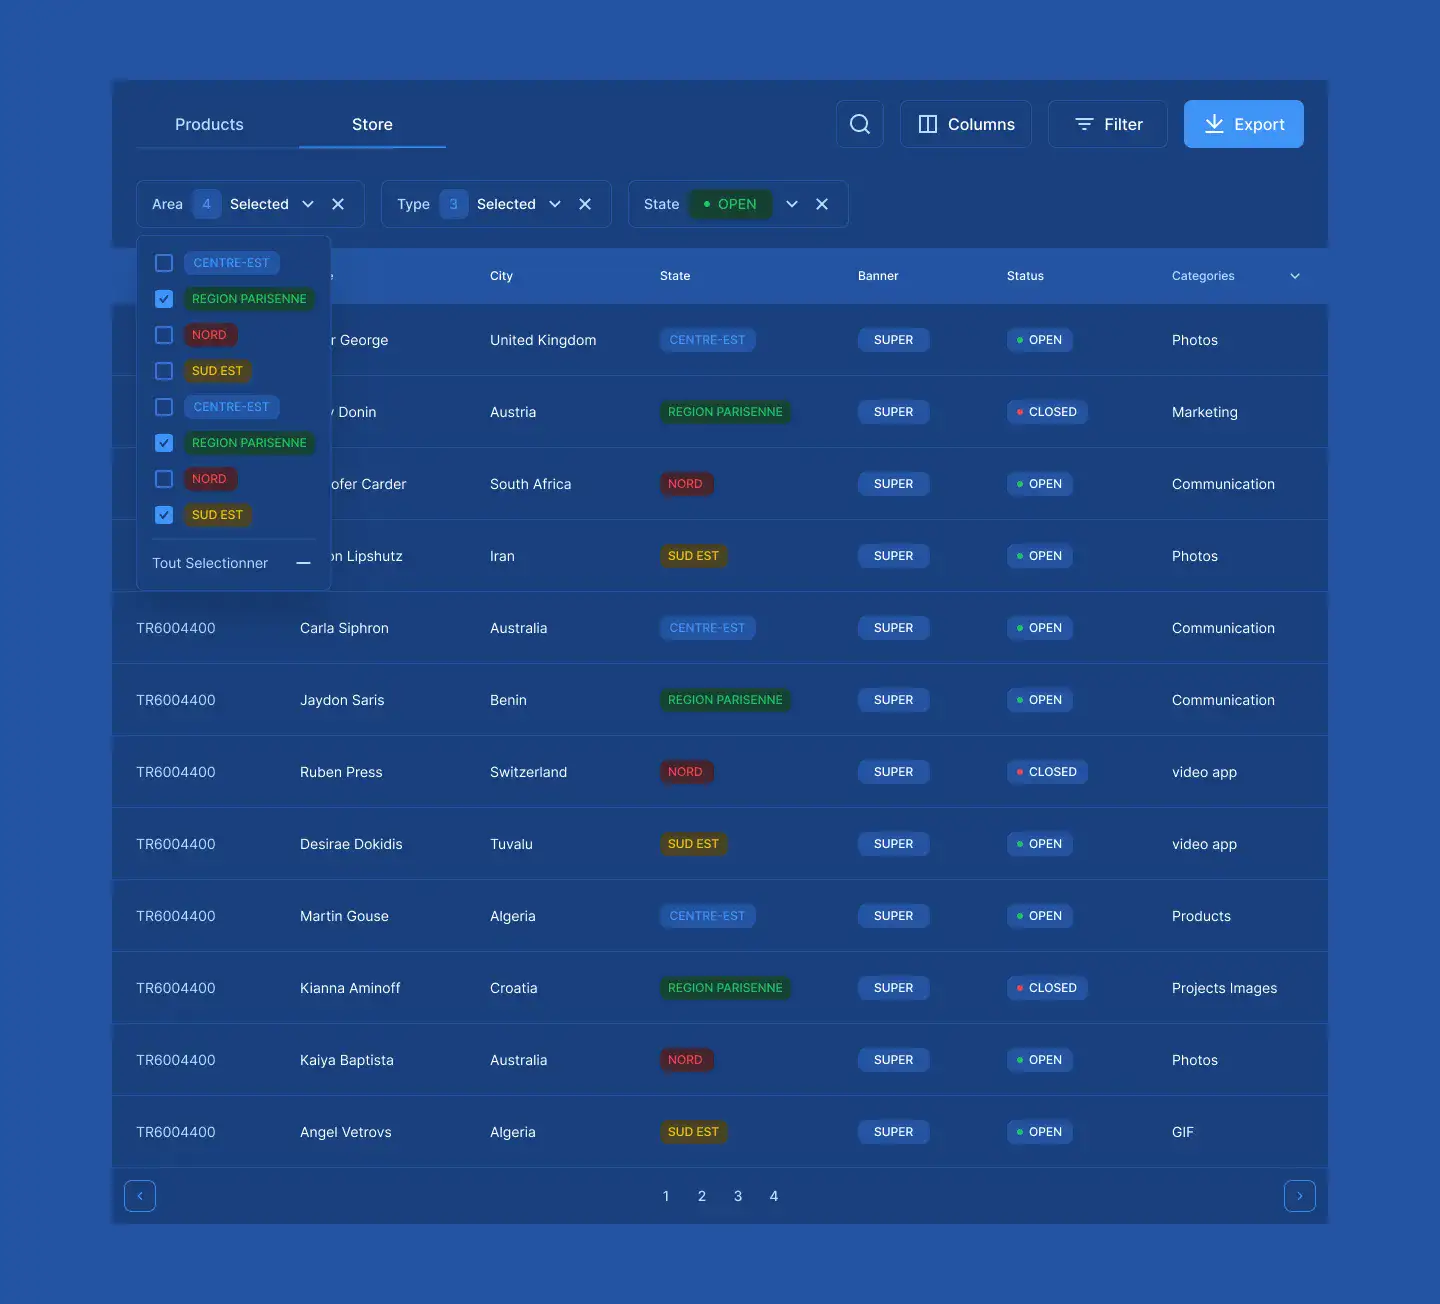 Products Store Columns Filter Export
Area 4 Selected Type 3 Selected State OPEN
City State Banner Status Categories
CENTRE-EST
REGION PARISENNE
NORD
SUD EST
CENTRE-EST
REGION PARISENNE
NORD
SUD EST
Tout Selectionner
George United Kingdom CENTRE-EST SUPER OPEN Photos
Donin Austria REGION PARISENNE SUPER CLOSED Marketing
Carder South Africa NORD SUPER OPEN Communication
Lipshutz Iran SUD EST SUPER OPEN Photos
TR6004400 Carla Siphron Australia CENTRE-EST SUPER OPEN Communication
TR6004400 Jaydon Saris Benin REGION PARISENNE SUPER OPEN Communication
TR6004400 Ruben Press Switzerland NORD SUPER CLOSED video app
TR6004400 Desirae Dokidis Tuvalu SUD EST SUPER OPEN video app
TR6004400 Martin Gouse Algeria CENTRE-EST SUPER OPEN Products
TR6004400 Kianna Aminoff Croatia REGION PARISENNE SUPER CLOSED Projects Images
TR6004400 Kaiya Baptista Australia NORD SUPER OPEN Photos
TR6004400 Angel Vetrovs Algeria SUD EST SUPER OPEN GIF
1 2 3 4